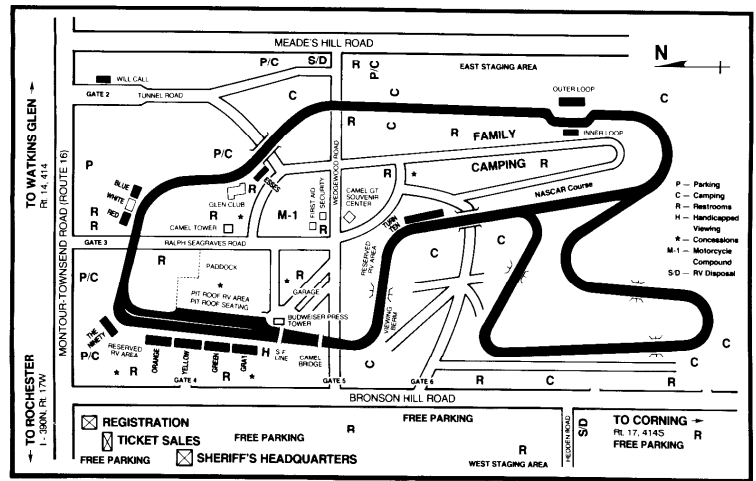 MEADE'S HILL ROAD
N
P/C
S/D
R
P/C
EAST STAGING AREA
WILL CALL
GATE 2
TUNNEL ROAD
C
C
C
OUTER LOOP
C
INNER LOOP
R
FAMILY
CAMPING
R
NASCAR Course
TO WATKINS GLEN →
Rt. 14, 414
MONTOUR-TOWNSEND ROAD (ROUTE 16)
P
P/C
R
WEDGEWOOD ROAD
ESSES
R
*
BLUE
WHITE
RED
R
R
GLEN CLUB
R
*
CAMEL TOWER
M-1
FIRST AID
SECURITY
R
CAMEL GT
SOUVENIR
CENTER
TURN
TEN
P — Parking
C — Camping
R — Restrooms
H — Handicapped
Viewing
* — Concessions
M-1 — Motorcycle
Compound
S/D — RV Disposal
GATE 3
RALPH SEAGRAVES ROAD
P/C
R
PADDOCK
*
PIT ROOF RV AREA
PIT ROOF SEATING
R
*
GARAGE
RESERVED
RV AREA
R
C
C
C
R
BUDWEISER PRESS
TOWER
VIEWING
BERM
THE
NINETY
P/C
RESERVED
RV AREA
*
R
ORANGE
YELLOW
GREEN
GRAY
H
S/F
LINE
CAMEL
BRIDGE
C
R
*
C
C
R
C
C
R
GATE 4
GATE 5
GATE 6
BRONSON HILL ROAD
← TO ROCHESTER
I - 390N, Rt. 17W
REGISTRATION
TICKET SALES
FREE PARKING
SHERIFF'S HEADQUARTERS
FREE PARKING
R
FREE PARKING
R
WEST STAGING AREA
HEDDEN ROAD
S/D
TO CORNING →
Rt. 17, 414S
FREE PARKING
R